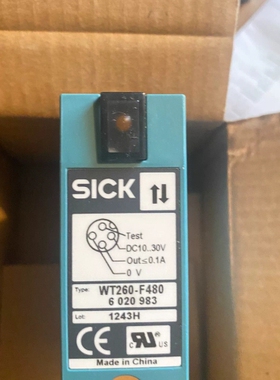 SICK
Test
DC10...30V
Out≤0.1A
0 V
Type: WT260-F480
6 020 983
Lot: 1243H
CE c UR US
Made in China